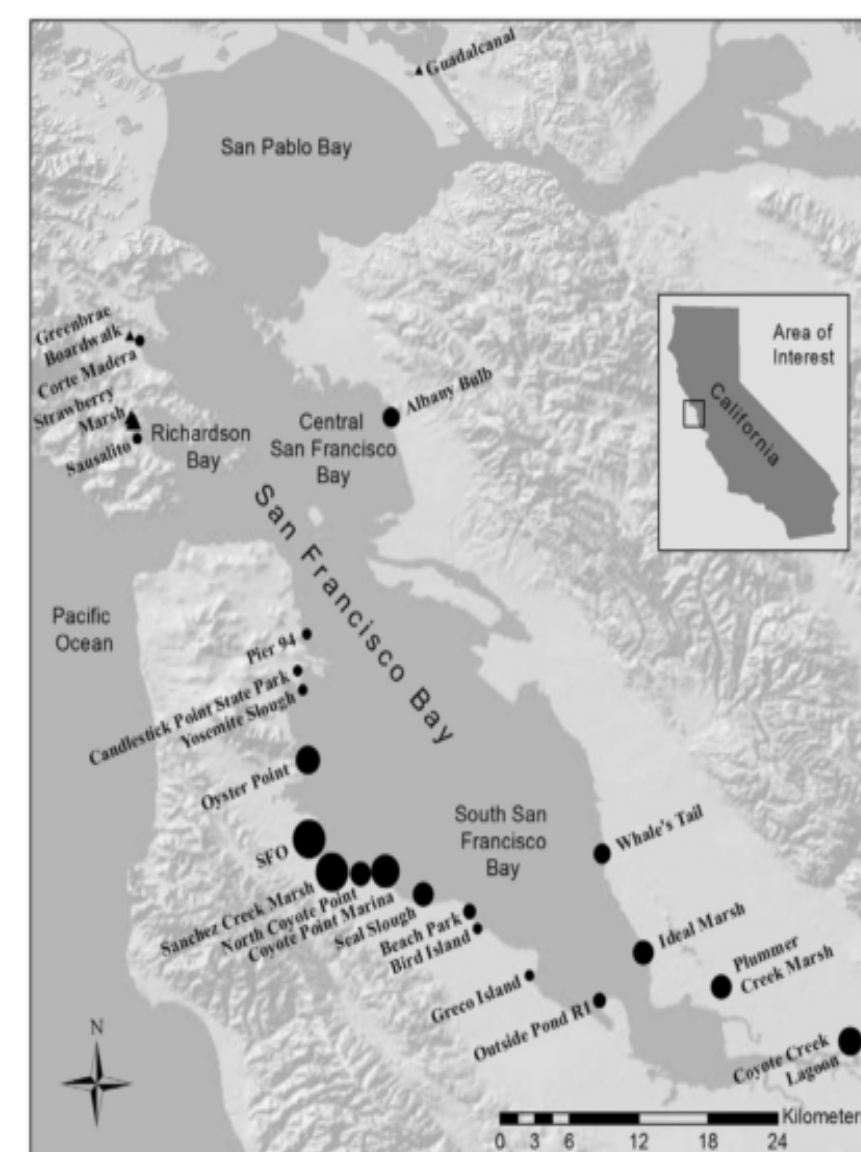 Guadalcanal
San Pablo Bay
Greenbrae
Boardwalk
Corte Madera
Strawberry
Marsh
Sausalito
Richardson
Bay
Central
San Francisco
Bay
Albany Bulb
Area of
Interest
California
San Francisco Bay
Pacific
Ocean
Pier 94
Candlestick Point State Park
Yosemite Slough
Oyster Point
SFO
Sanchez Creek Marsh
North Coyote Point
Coyote Point Marina
Seal Slough
Beach Park
Bird Island
Greco Island
Outside Pond R1
South San
Francisco
Bay
Whale's Tail
Ideal Marsh
Plummer
Creek Marsh
Coyote Creek
Lagoon
N
Kilometer
0 3 6 12 18 24